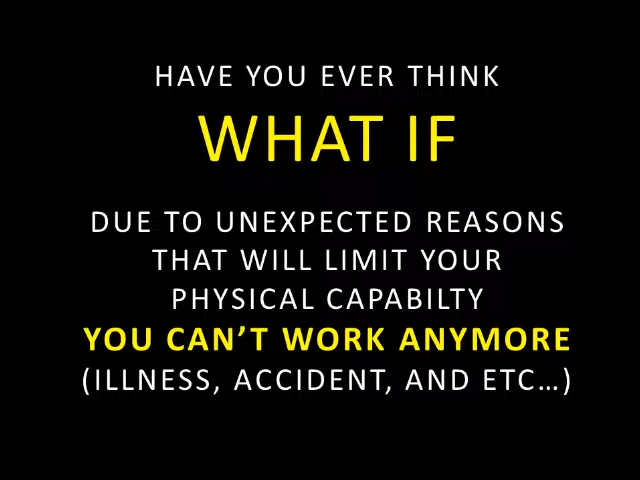 HAVE YOU EVER THINK
WHAT IF
DUE TO UNEXPECTED REASONS
THAT WILL LIMIT YOUR
PHYSICAL CAPABILTY
YOU CAN’T WORK ANYMORE
(ILLNESS, ACCIDENT, AND ETC…)